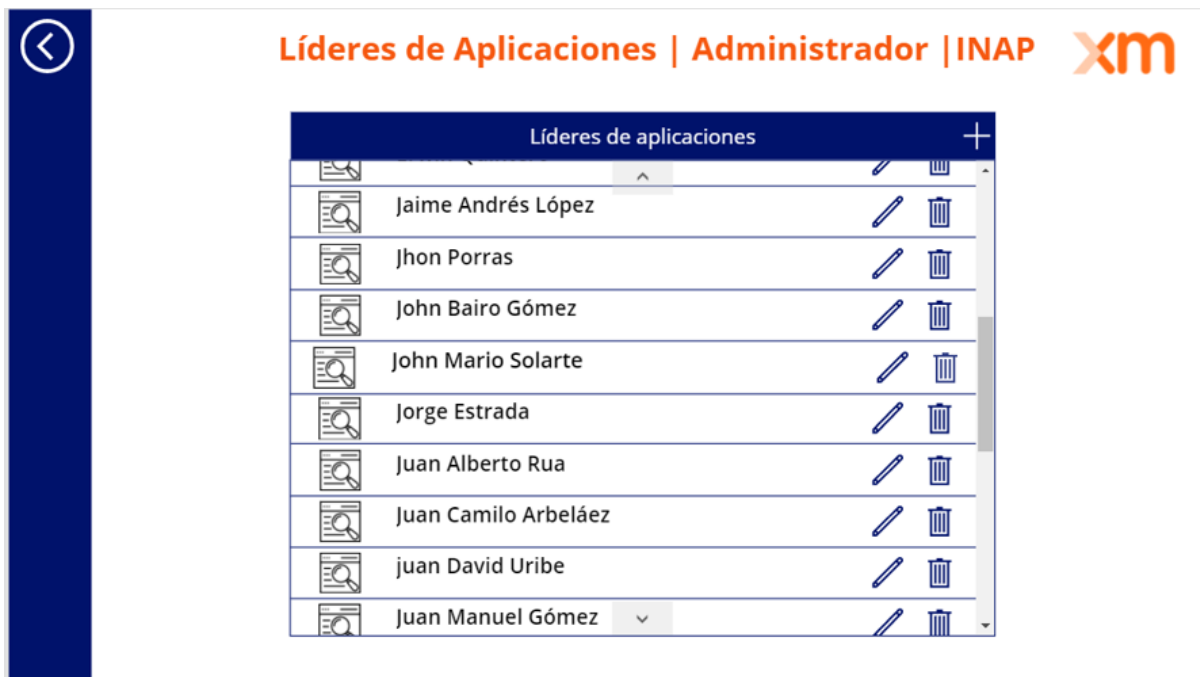 Líderes de Aplicaciones | Administrador |INAP
xm
Líderes de aplicaciones
Jaime Andrés López
Jhon Porras
John Bairo Gómez
John Mario Solarte
Jorge Estrada
Juan Alberto Rua
Juan Camilo Arbeláez
juan David Uribe
Juan Manuel Gómez